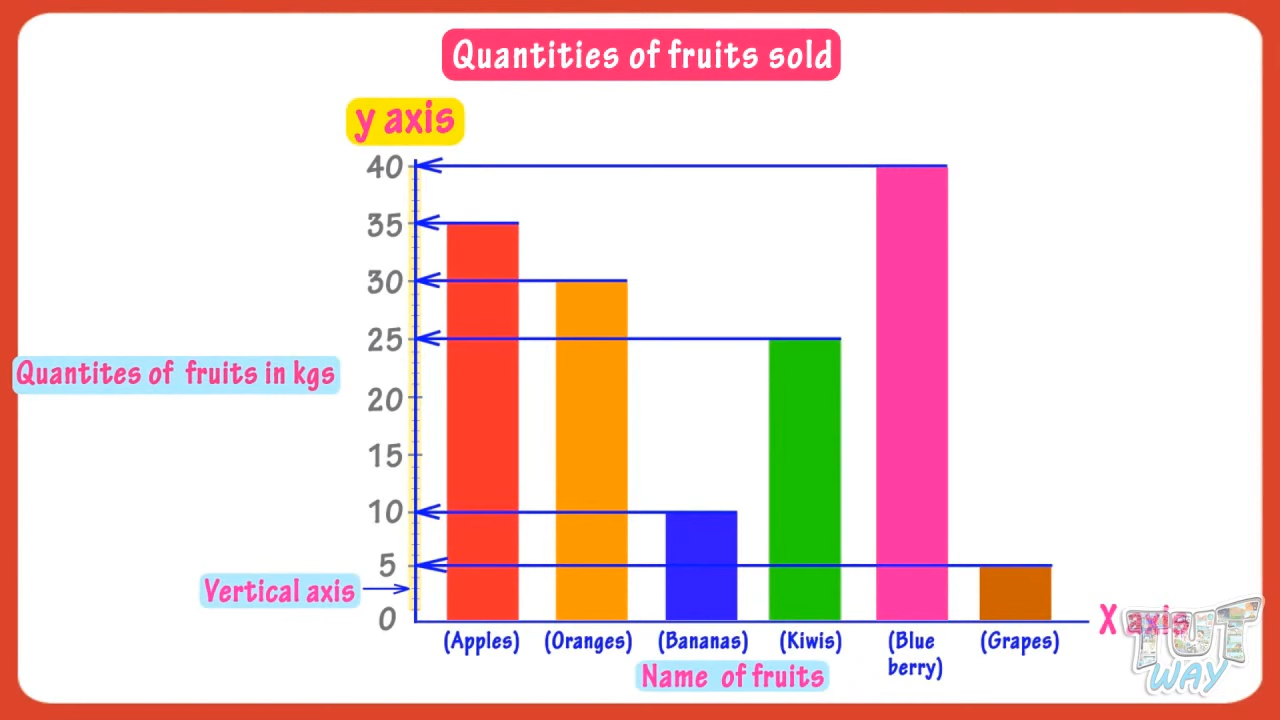 Quantities of fruits sold
y axis
40
35
30
25
Quantites of fruits in kgs
20
15
10
5
Vertical axis
0
X axis
(Apples) (Oranges) (Bananas) (Kiwis) (Blue berry) (Grapes)
Name of fruits
TUT
WAY